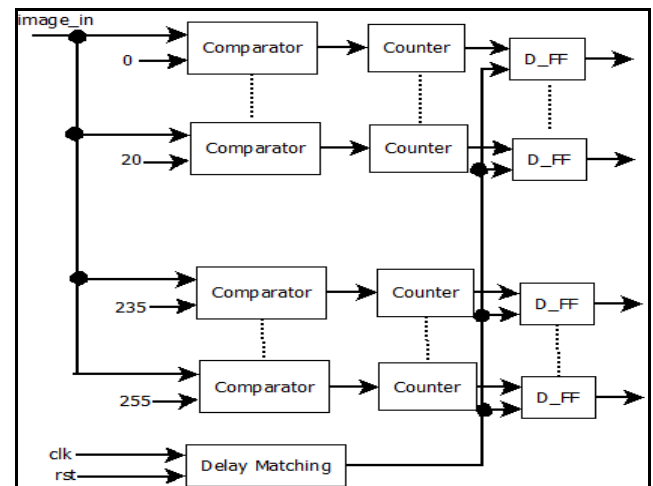 image_in
0
Comparator
Counter
D_FF
20
Comparator
Counter
D_FF
235
Comparator
Counter
D_FF
255
Comparator
Counter
D_FF
clk
rst
Delay Matching